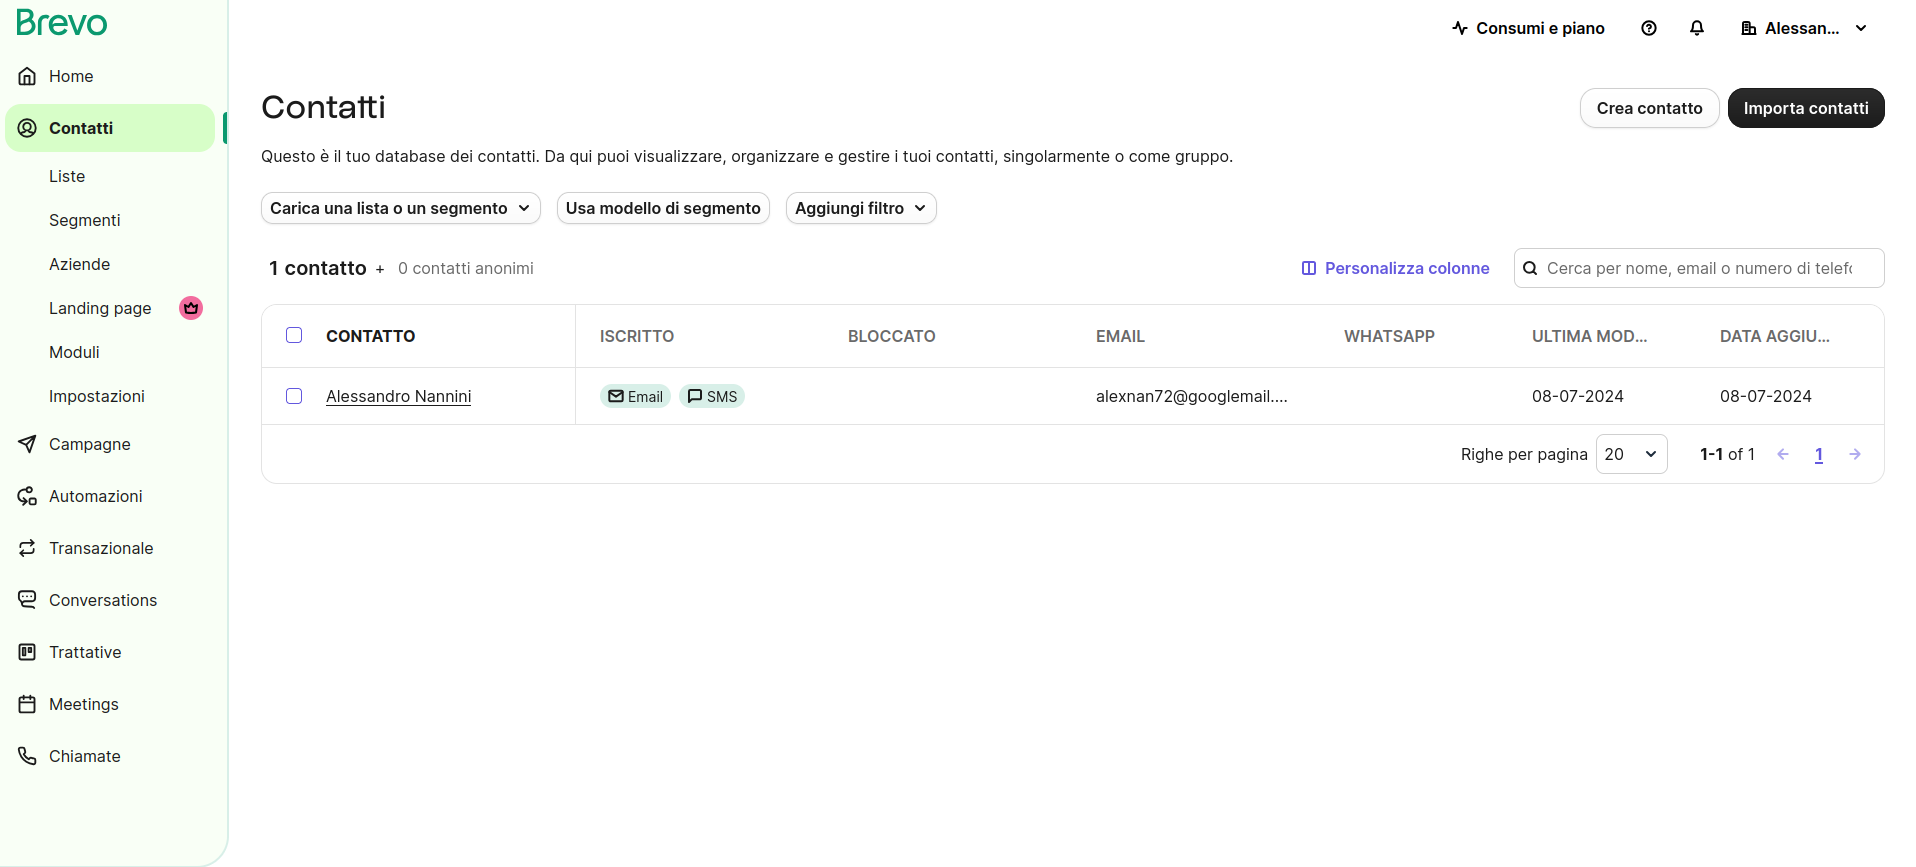 Brevo
Consumi e piano
Alessan...
Home
Contatti
Liste
Segmenti
Aziende
Landing page
Moduli
Impostazioni
Campagne
Automazioni
Transazionale
Conversations
Trattative
Meetings
Chiamate
Contatti
Crea contatto
Importa contatti
Questo è il tuo database dei contatti. Da qui puoi visualizzare, organizzare e gestire i tuoi contatti, singolarmente o come gruppo.
Carica una lista o un segmento
Usa modello di segmento
Aggiungi filtro
1 contatto + 0 contatti anonimi
Personalizza colonne
Cerca per nome, email o numero di telefo
CONTATTO ISCRITTO BLOCCATO EMAIL WHATSAPP ULTIMA MOD... DATA AGGIU...
Alessandro Nannini Email SMS alexnan72@googlemail.... 08-07-2024 08-07-2024
Righe per pagina 20 1-1 of 1 1